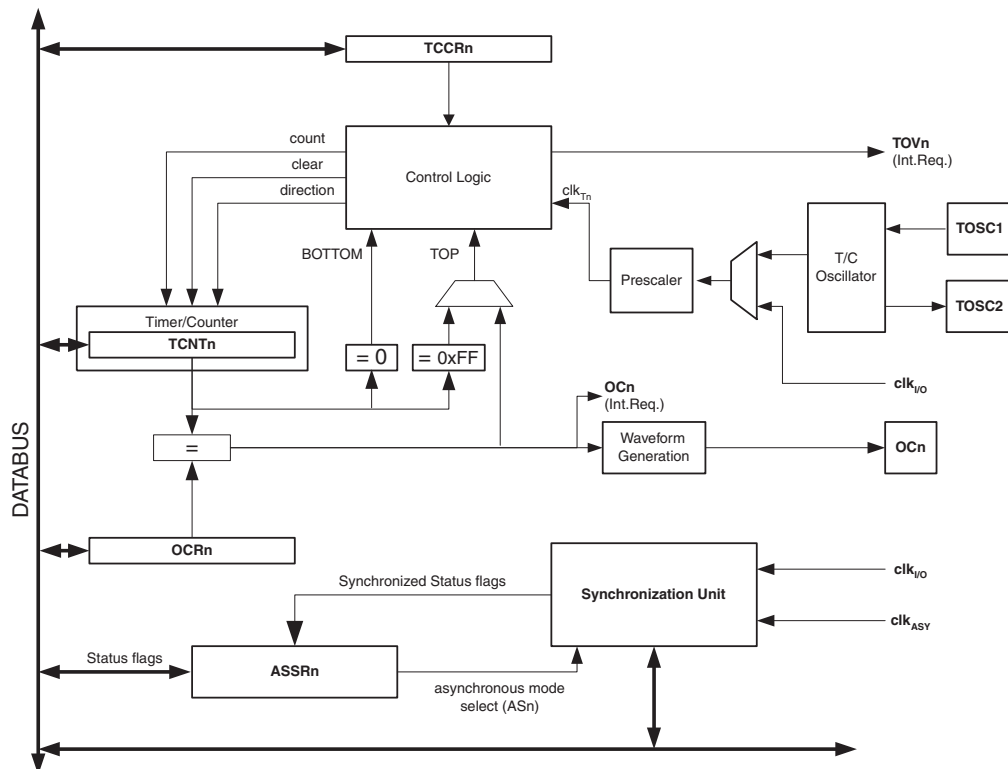 TCCRn
count
clear
direction
Control Logic
TOVn
(Int.Req.)
clkTn
BOTTOM
TOP
Prescaler
T/C
Oscillator
TOSC1
TOSC2
Timer/Counter
TCNTn
= 0
= 0xFF
clkI/O
OCn
(Int.Req.)
=
Waveform
Generation
OCn
DATABUS
OCRn
Synchronized Status flags
Synchronization Unit
clkI/O
clkASY
Status flags
ASSRn
asynchronous mode
select (ASn)